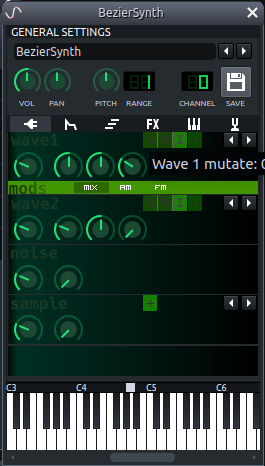 BezierSynth
GENERAL SETTINGS
BezierSynth
VOL PAN PITCH RANGE CHANNEL SAVE
FX
wave1
Wave 1 mutate: 0
mods MIX AM FM
wave2
noise
sample +
C3 C4 C5 C6